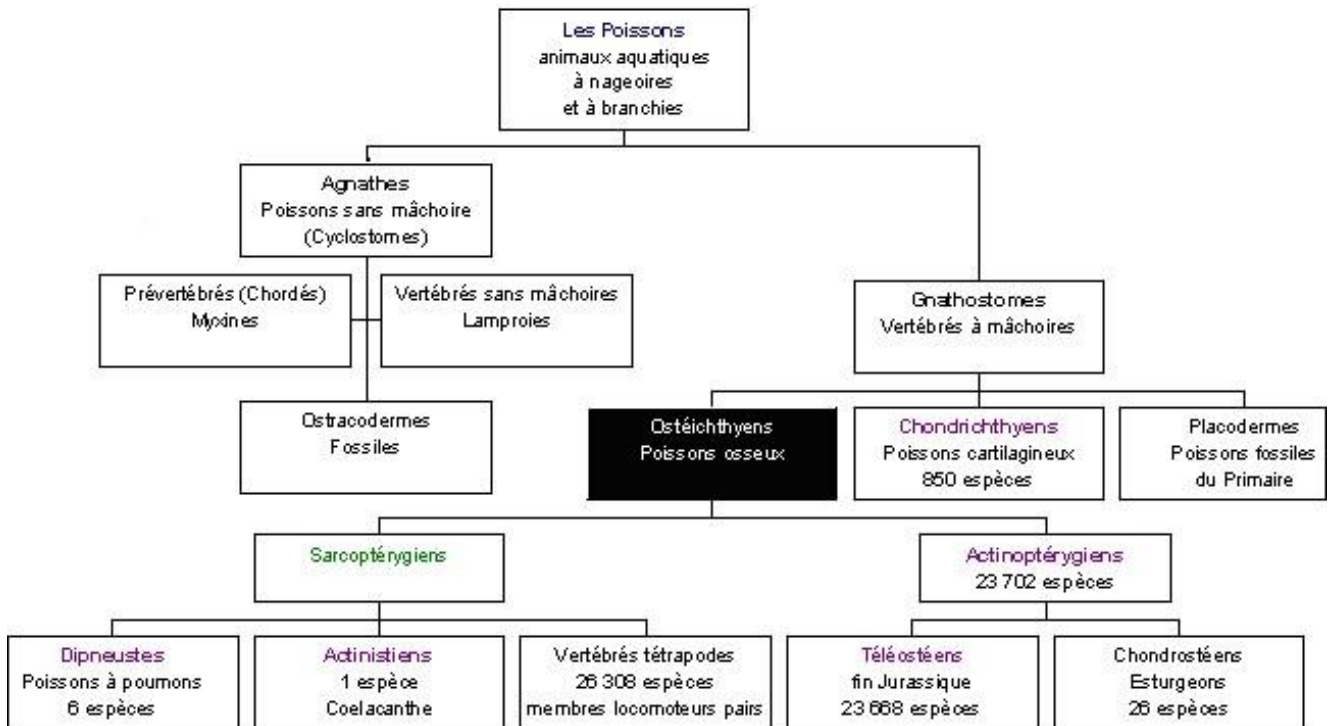 Les Poissons
animaux aquatiques
à nageoires
et à branchies
Agnathes
Poissons sans mâchoire
(Cyclostomes)
Prévertébrés (Chordés)
Myxines
Vertébrés sans mâchoires
Lamproies
Gnathostomes
Vertébrés à mâchoires
Ostracodermes
Fossiles
Ostéichthyens
Poissons osseux
Chondrichthyens
Poissons cartilagineux
850 espèces
Placodermes
Poissons fossiles
du Primaire
Sarcoptérygiens
Actinoptérygiens
23 702 espèces
Dipneustes
Poissons à poumons
6 espèces
Actinistiens
1 espèce
Coelacanthe
Vertébrés tétrapodes
26 308 espèces
membres locomoteurs pairs
Téléostéens
fin Jurassique
23 668 espèces
Chondrostéens
Esturgeons
26 espèces